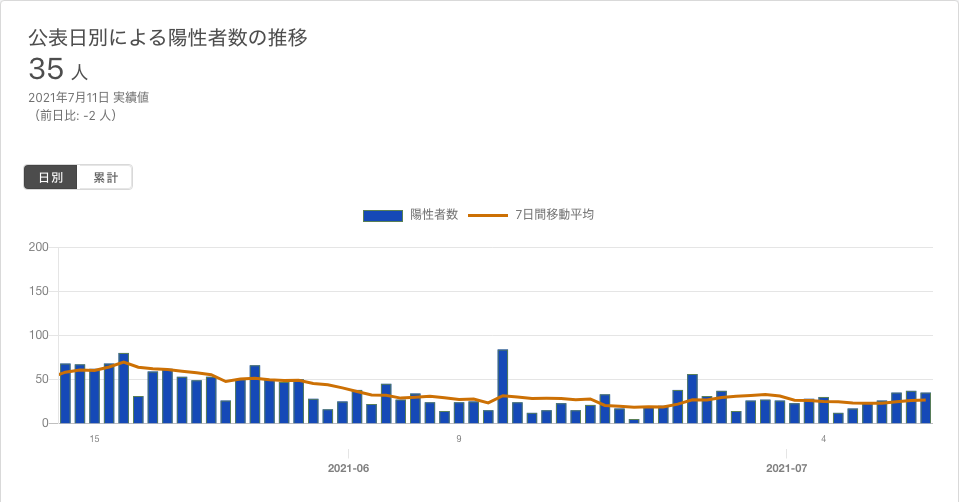 公表日別による陽性者数の推移
35 人
2021年7月11日 実績値
（前日比: -2 人）
日別 累計
陽性者数 7日間移動平均
200
150
100
50
0
15 9 4
2021-06 2021-07